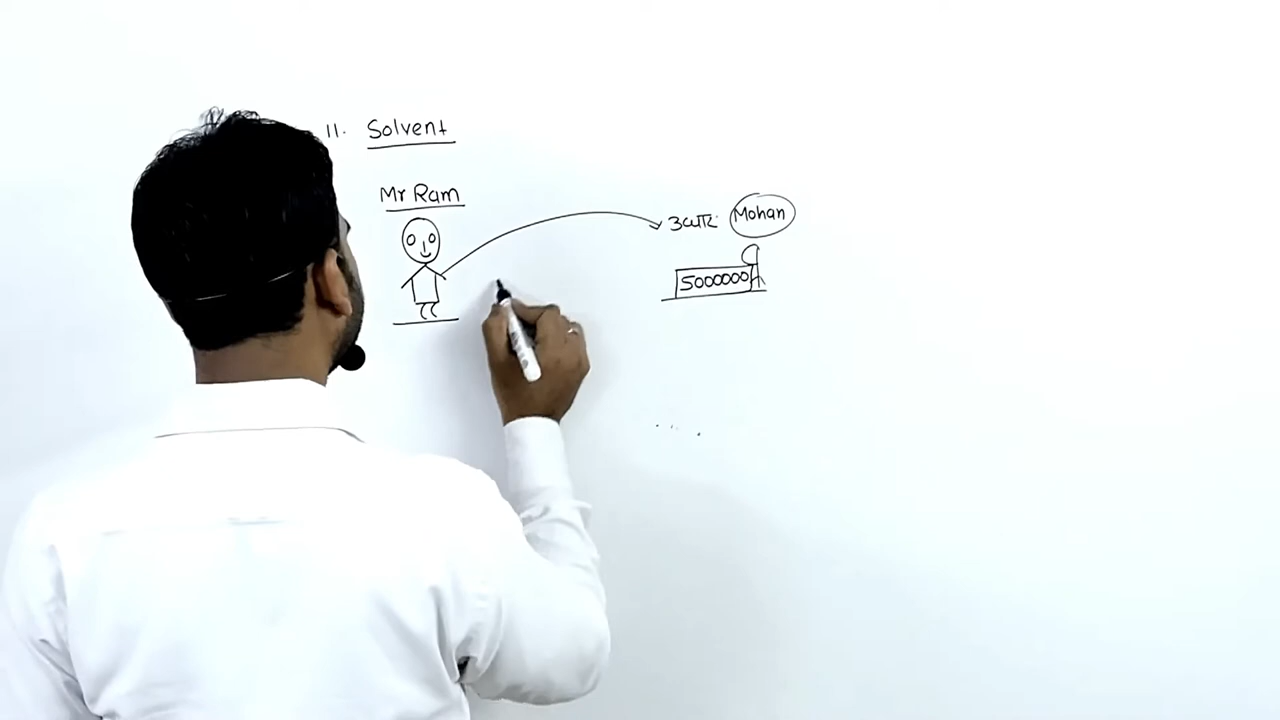 11. Solvent
Mr Ram
उधार Mohan
5000000